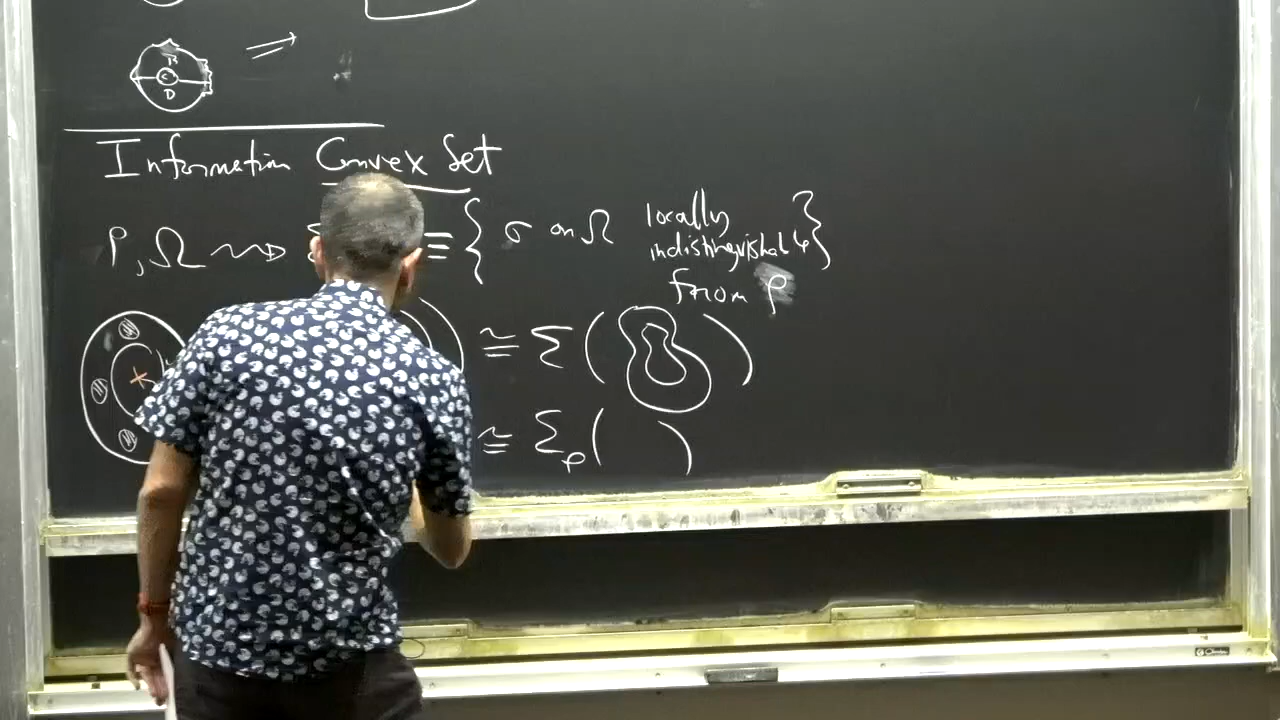 B
C
D
⇒
Information Convex Set
ρ, Ω ⇝ Σ ≡ { σ on Ω locally
indistinguishable }
from ρ
≅ Σ ( )
≅ Σρ ( )